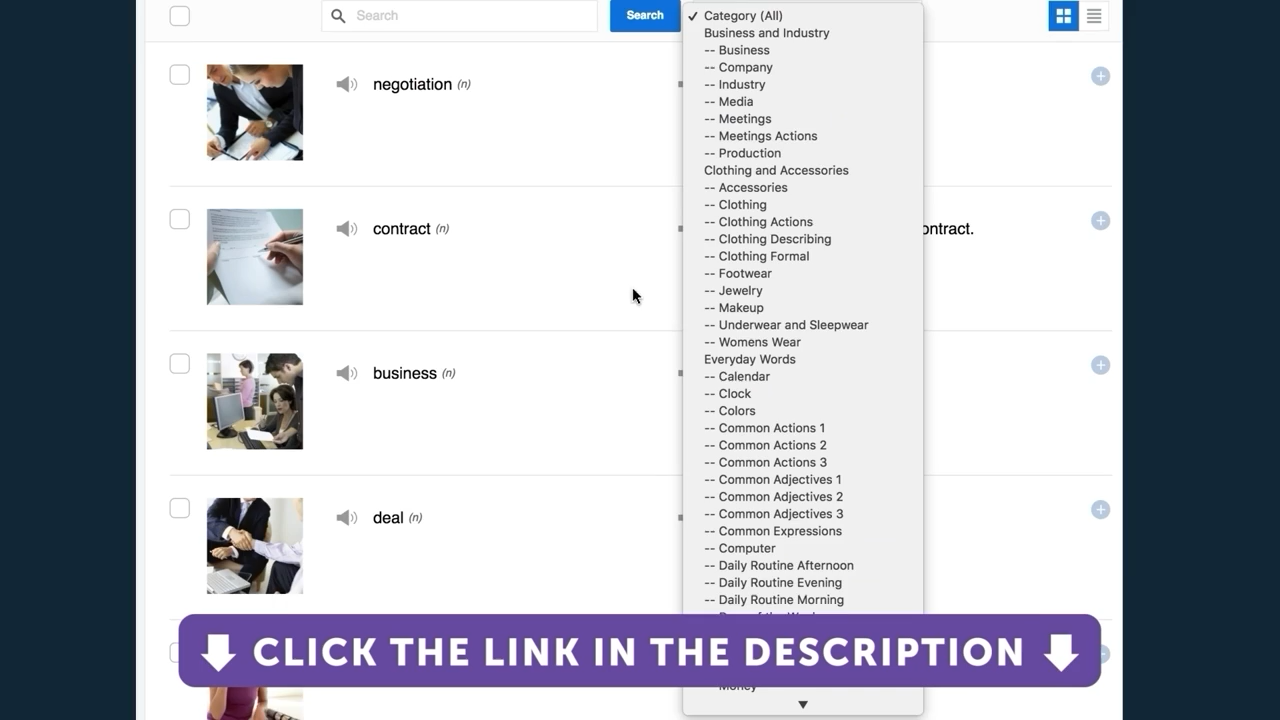 Search
Search
✓ Category (All)
Business and Industry
-- Business
-- Company
-- Industry
-- Media
-- Meetings
-- Meetings Actions
-- Production
Clothing and Accessories
-- Accessories
-- Clothing
-- Clothing Actions
-- Clothing Describing
-- Clothing Formal
-- Footwear
-- Jewelry
-- Makeup
-- Underwear and Sleepwear
-- Womens Wear
Everyday Words
-- Calendar
-- Clock
-- Colors
-- Common Actions 1
-- Common Actions 2
-- Common Actions 3
-- Common Adjectives 1
-- Common Adjectives 2
-- Common Adjectives 3
-- Common Expressions
-- Computer
-- Daily Routine Afternoon
-- Daily Routine Evening
-- Daily Routine Morning
negotiation (n)
contract (n)
ontract.
business (n)
deal (n)
CLICK THE LINK IN THE DESCRIPTION
Money